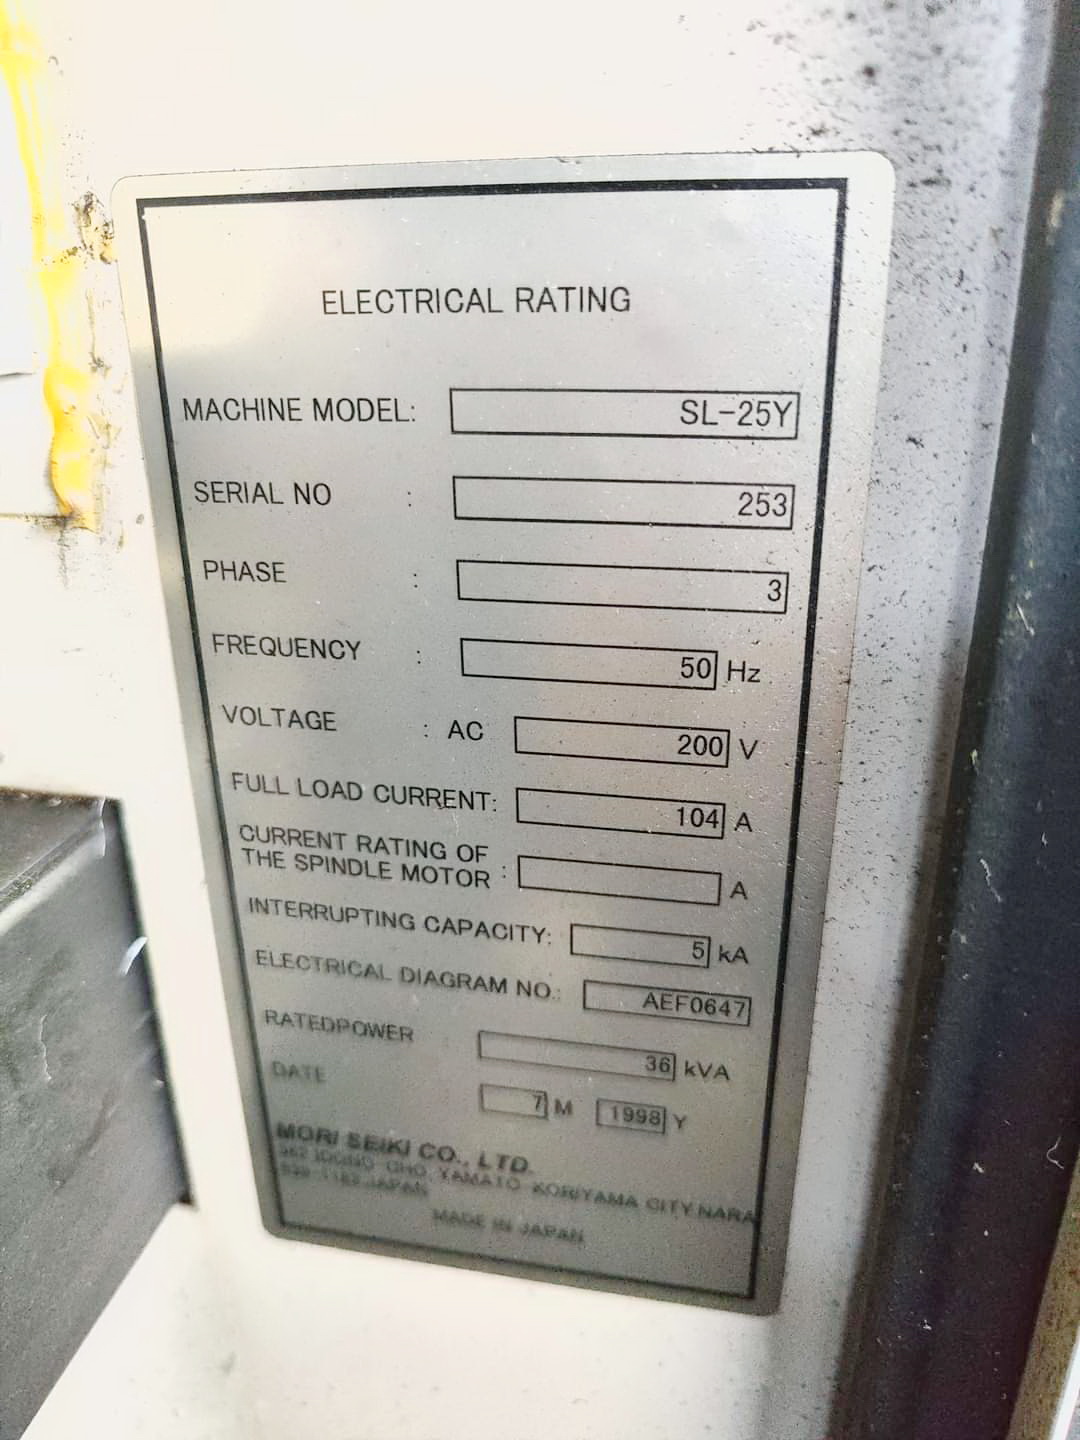 ELECTRICAL RATING
MACHINE MODEL: SL-25Y
SERIAL NO : 253
PHASE : 3
FREQUENCY : 50 Hz
VOLTAGE : AC 200 V
FULL LOAD CURRENT: 104 A
CURRENT RATING OF
THE SPINDLE MOTOR : A
INTERRUPTING CAPACITY: 5 kA
ELECTRICAL DIAGRAM NO.: AEF0647
RATEDPOWER 36 kVA
DATE 7 M 1998 Y
MORI SEIKI CO., LTD.
CHO, YAMATO KORIYAMA CITY NARA
JAPAN
MADE IN JAPAN